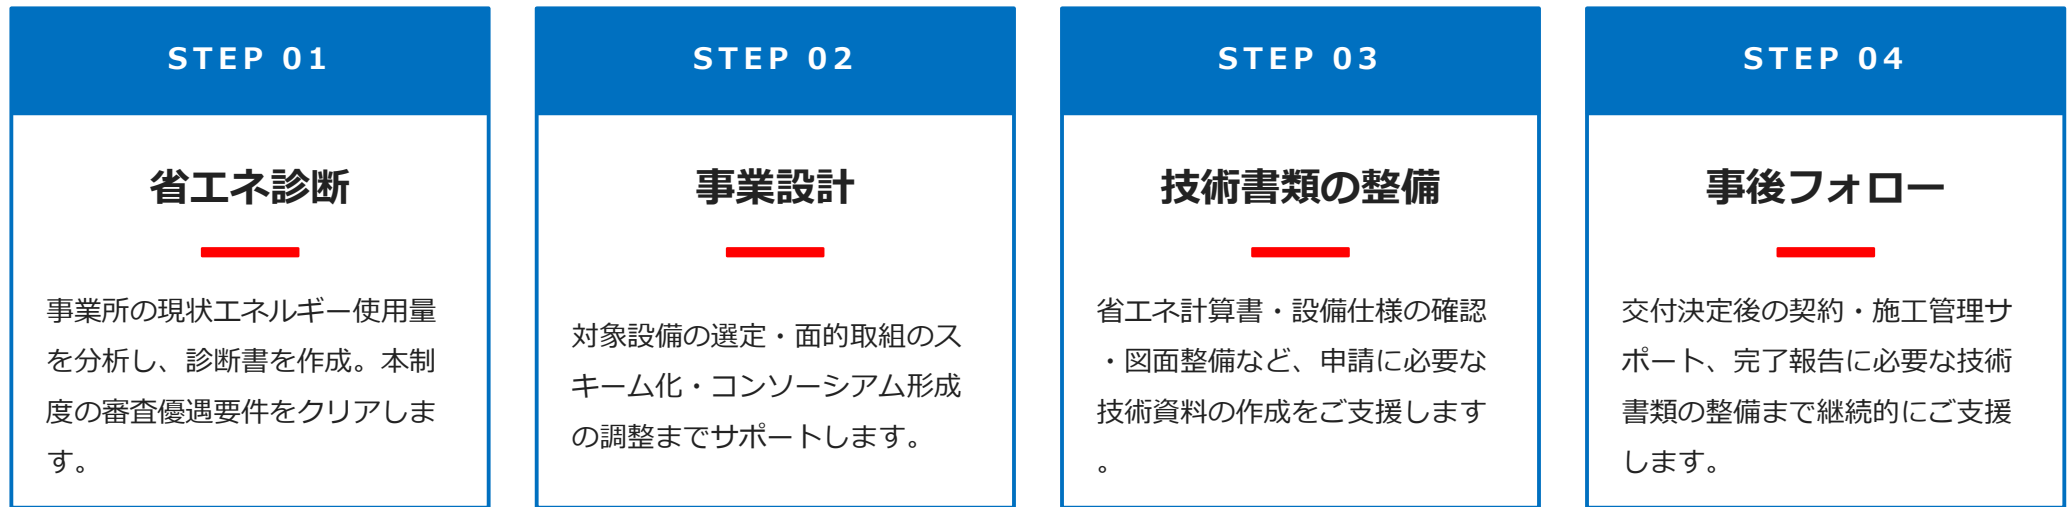 STEP 01
省エネ診断
事業所の現状エネルギー使用量
を分析し、診断書を作成。本制
度の審査優遇要件をクリアしま
す。
STEP 02
事業設計
対象設備の選定・面的取組のス
キーム化・コンソーシアム形成
の調整までサポートします。
STEP 03
技術書類の整備
省エネ計算書・設備仕様の確認
・図面整備など、申請に必要な
技術資料の作成をご支援します
。
STEP 04
事後フォロー
交付決定後の契約・施工管理サ
ポート、完了報告に必要な技術
書類の整備まで継続的にご支援
します。